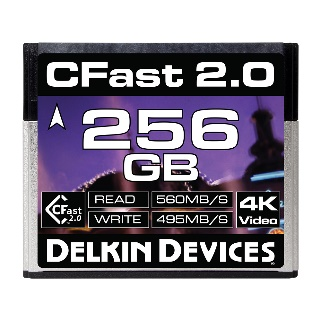 CFast 2.0
256
GB
CFast 2.0
READ 560MB/S
WRITE 495MB/S
4K
Video
DELKIN DEVICES®